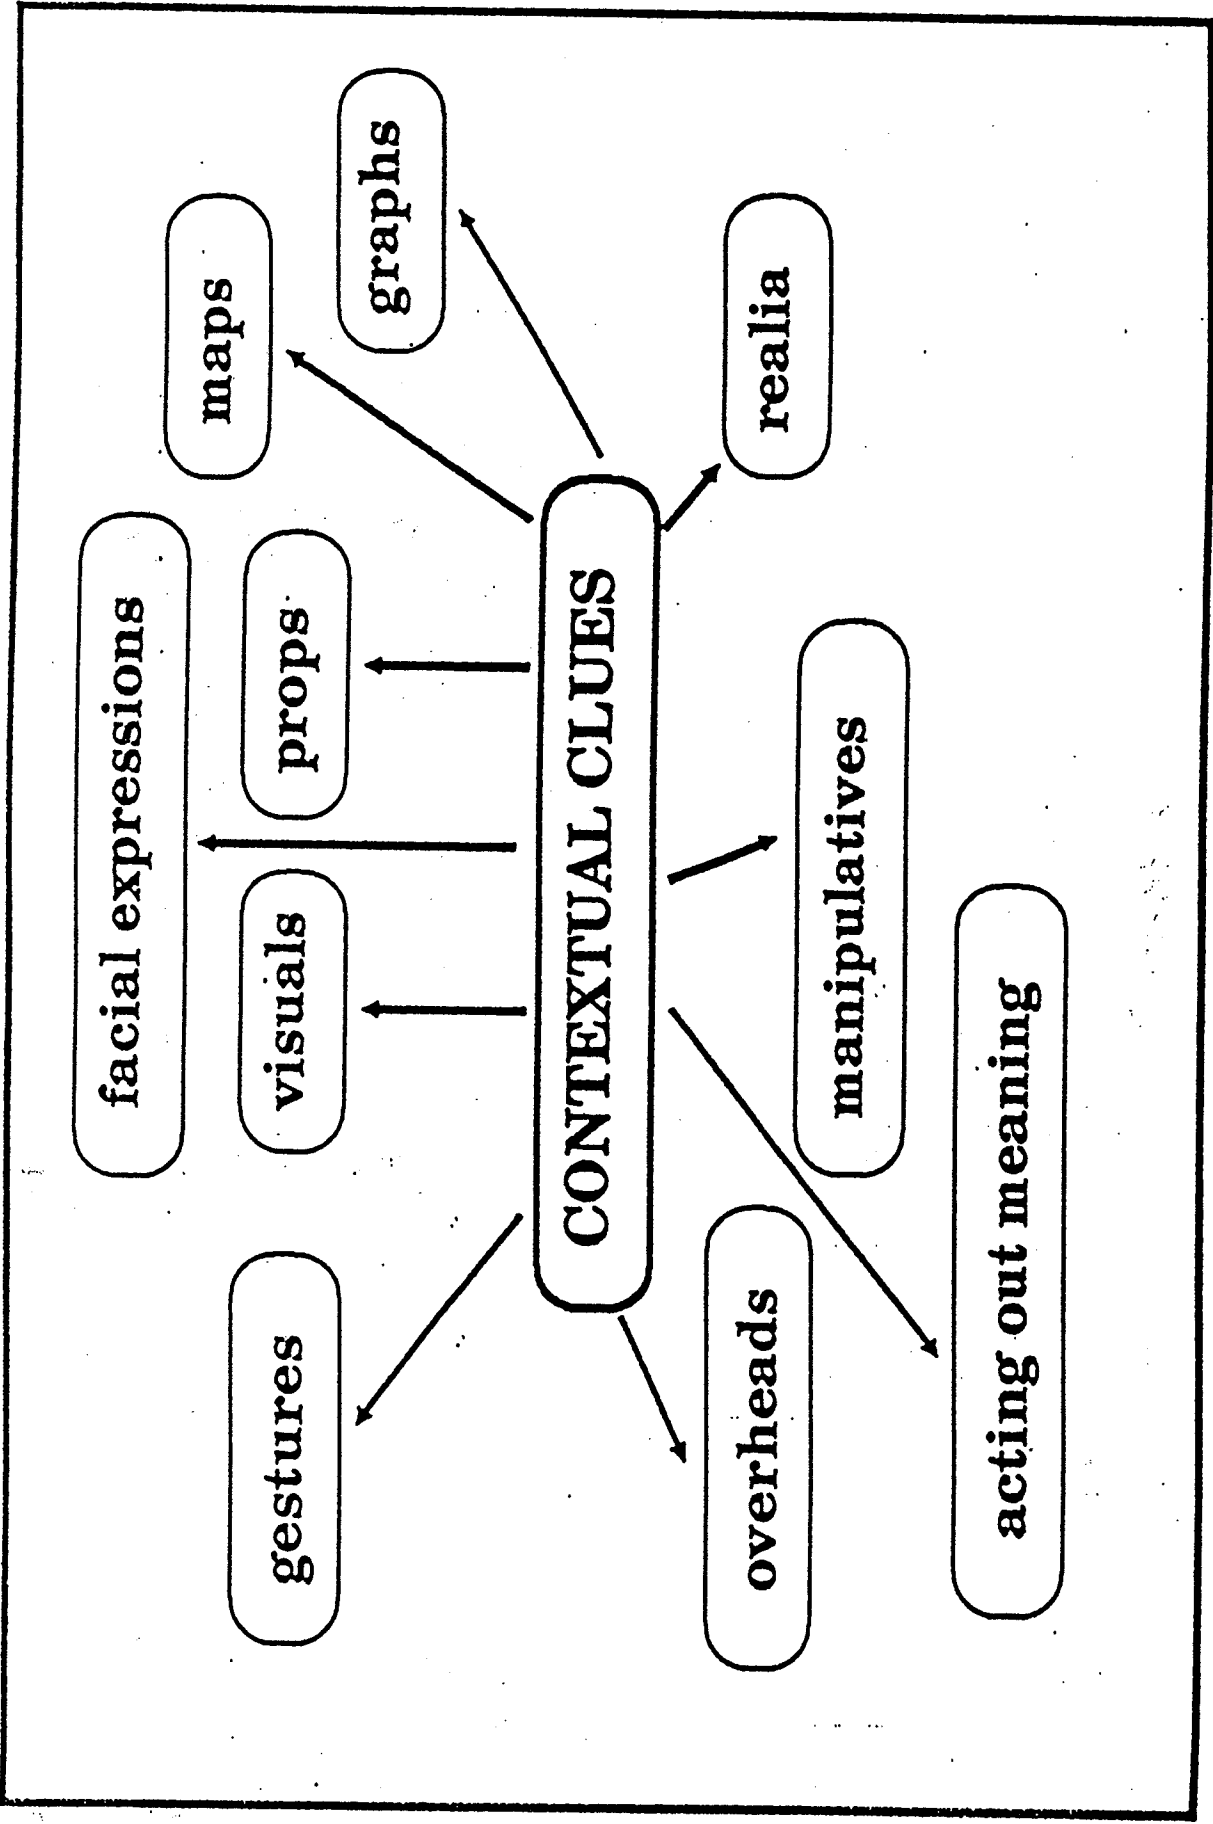 facial expressions
maps
gestures
visuals
props
graphs
CONTEXTUAL CLUES
overheads
realia
manipulatives
acting out meaning